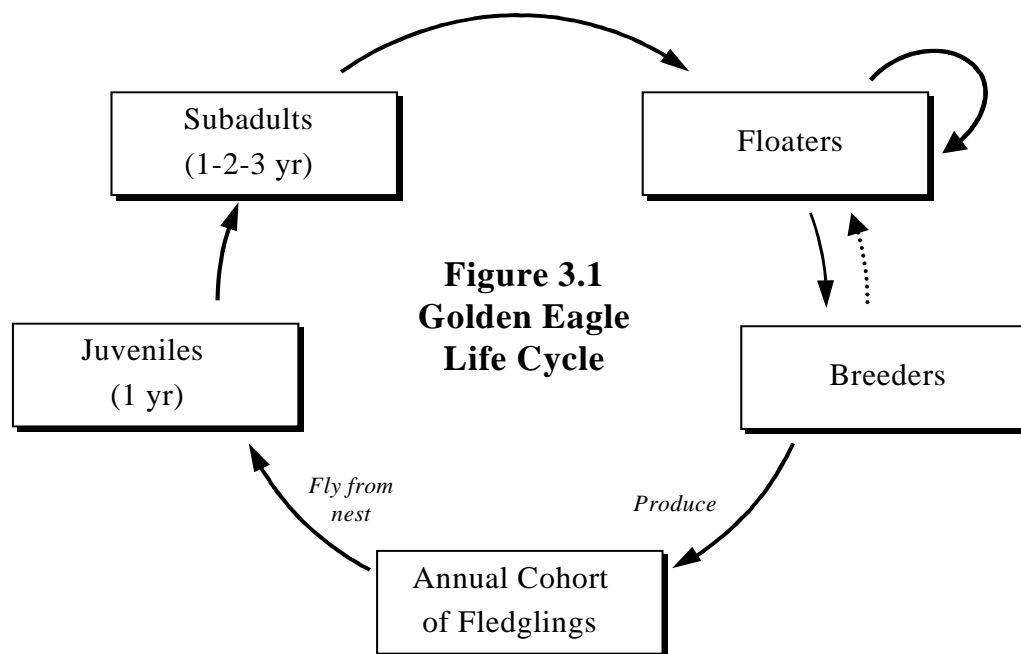 Subadults
(1-2-3 yr)
Floaters
Figure 3.1
Golden Eagle
Life Cycle
Juveniles
(1 yr)
Breeders
Fly from
nest
Produce
Annual Cohort
of Fledglings